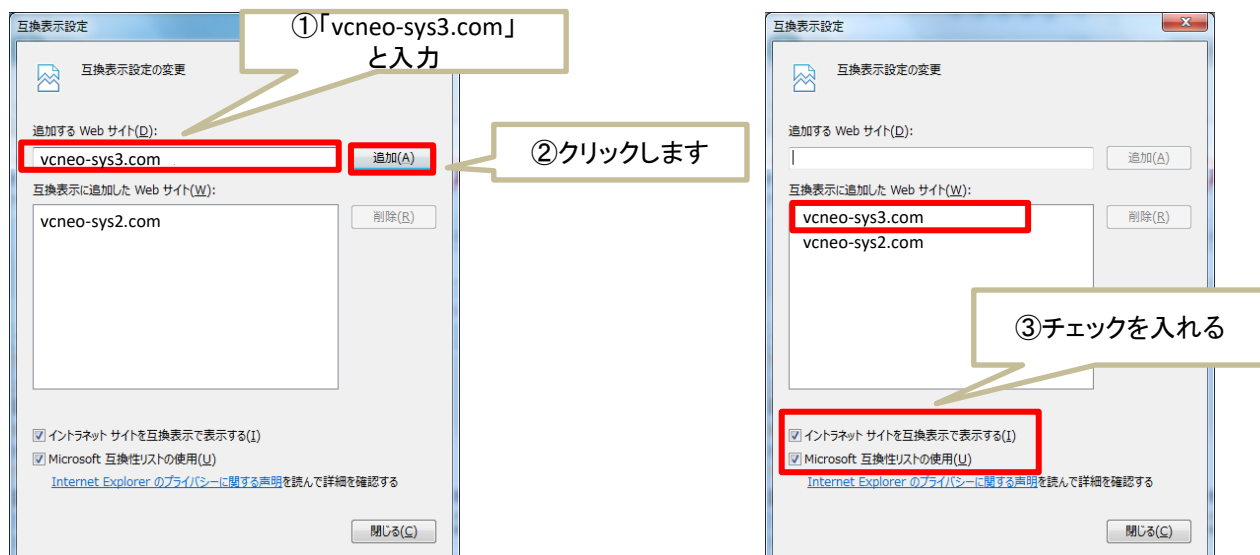 互換表示設定
①「vcneo-sys3.com」
と入力
互換表示設定の変更
追加する Web サイト(D):
vcneo-sys3.com
追加(A)
②クリックします
互換表示に追加した Web サイト(W):
vcneo-sys2.com
削除(R)
イントラネット サイトを互換表示で表示する(I)
Microsoft 互換性リストの使用(U)
Internet Explorer のプライバシーに関する声明を読んで詳細を確認する
閉じる(C)
互換表示設定
互換表示設定の変更
追加する Web サイト(D):
追加(A)
互換表示に追加した Web サイト(W):
vcneo-sys3.com
削除(R)
vcneo-sys2.com
③チェックを入れる
イントラネット サイトを互換表示で表示する(I)
Microsoft 互換性リストの使用(U)
Internet Explorer のプライバシーに関する声明を読んで詳細を確認する
閉じる(C)